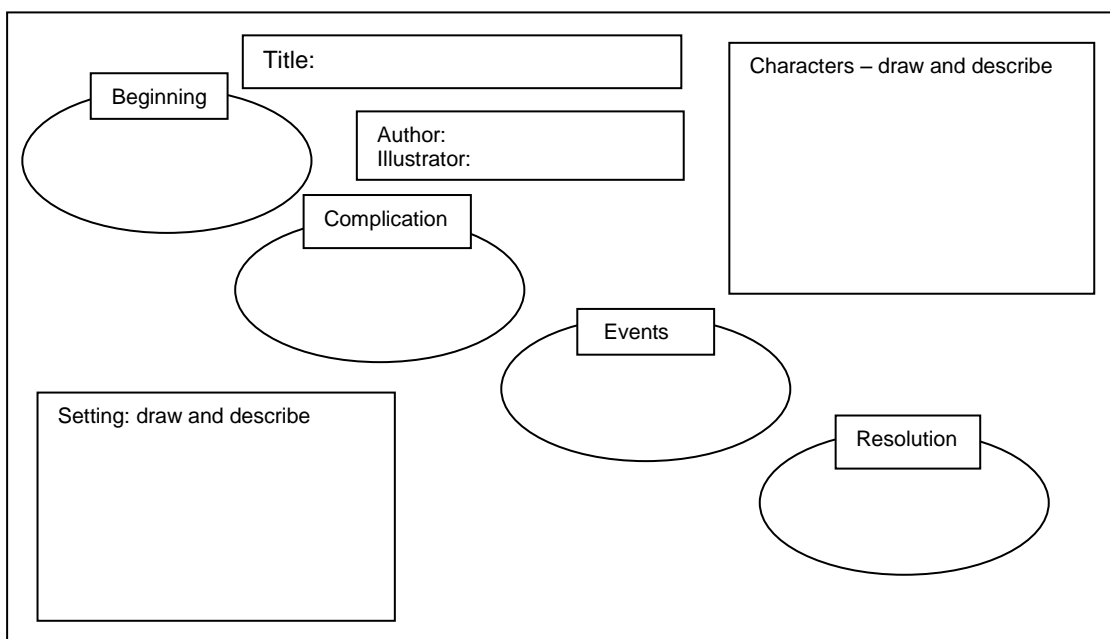 Title:
Characters – draw and describe
Beginning
Author:
Illustrator:
Complication
Events
Setting: draw and describe
Resolution